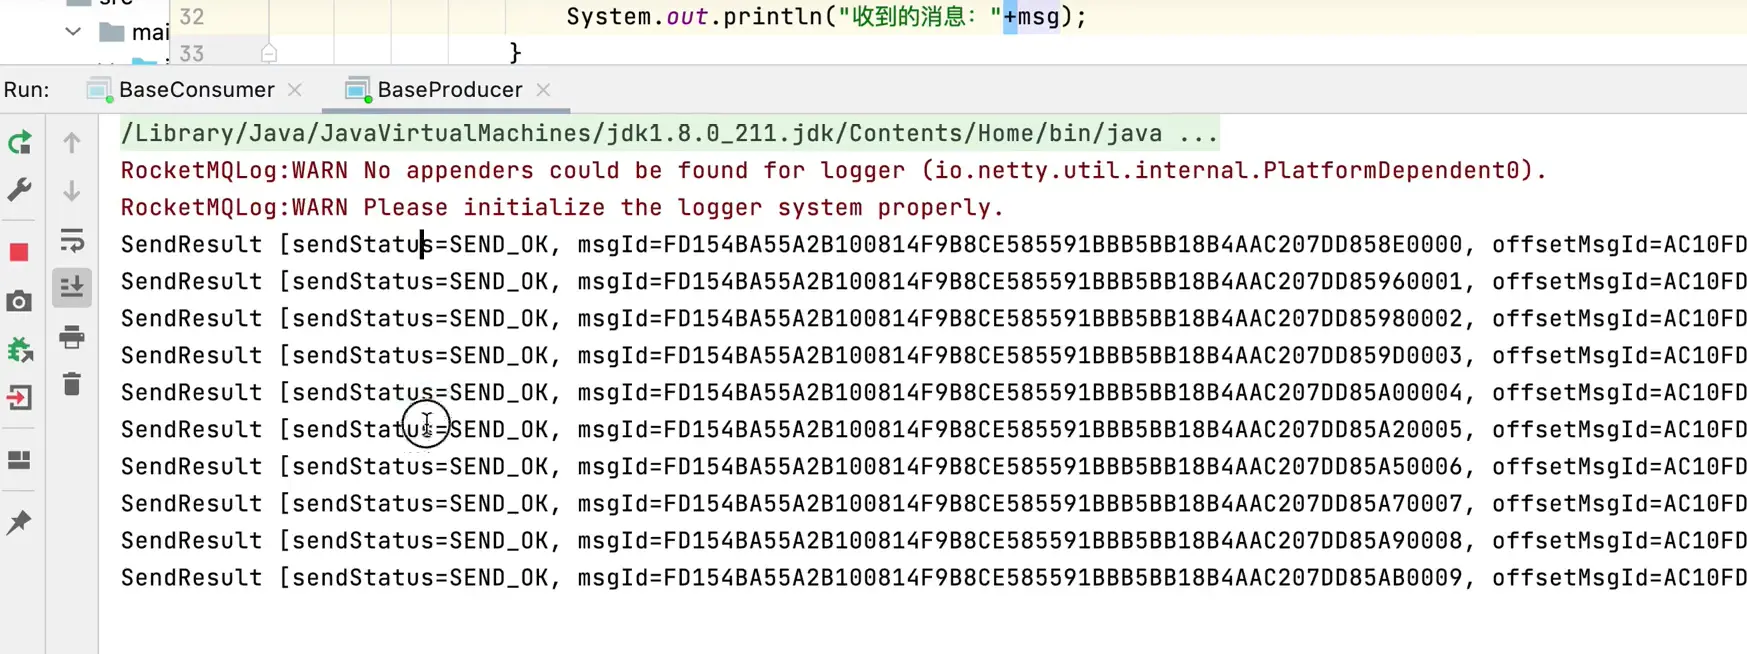 src
32 System.out.println("收到的消息："+msg);
mai
33 }
Run: BaseConsumer BaseProducer
/Library/Java/JavaVirtualMachines/jdk1.8.0_211.jdk/Contents/Home/bin/java ...
RocketMQLog:WARN No appenders could be found for logger (io.netty.util.internal.PlatformDependent0).
RocketMQLog:WARN Please initialize the logger system properly.
SendResult [sendStatus=SEND_OK, msgId=FD154BA55A2B100814F9B8CE585591BBB5BB18B4AAC207DD858E0000, offsetMsgId=AC10FD
SendResult [sendStatus=SEND_OK, msgId=FD154BA55A2B100814F9B8CE585591BBB5BB18B4AAC207DD85960001, offsetMsgId=AC10FD
SendResult [sendStatus=SEND_OK, msgId=FD154BA55A2B100814F9B8CE585591BBB5BB18B4AAC207DD85980002, offsetMsgId=AC10FD
SendResult [sendStatus=SEND_OK, msgId=FD154BA55A2B100814F9B8CE585591BBB5BB18B4AAC207DD859D0003, offsetMsgId=AC10FD
SendResult [sendStatus=SEND_OK, msgId=FD154BA55A2B100814F9B8CE585591BBB5BB18B4AAC207DD85A00004, offsetMsgId=AC10FD
SendResult [sendStatus=SEND_OK, msgId=FD154BA55A2B100814F9B8CE585591BBB5BB18B4AAC207DD85A20005, offsetMsgId=AC10FD
SendResult [sendStatus=SEND_OK, msgId=FD154BA55A2B100814F9B8CE585591BBB5BB18B4AAC207DD85A50006, offsetMsgId=AC10FD
SendResult [sendStatus=SEND_OK, msgId=FD154BA55A2B100814F9B8CE585591BBB5BB18B4AAC207DD85A70007, offsetMsgId=AC10FD
SendResult [sendStatus=SEND_OK, msgId=FD154BA55A2B100814F9B8CE585591BBB5BB18B4AAC207DD85A90008, offsetMsgId=AC10FD
SendResult [sendStatus=SEND_OK, msgId=FD154BA55A2B100814F9B8CE585591BBB5BB18B4AAC207DD85AB0009, offsetMsgId=AC10FD